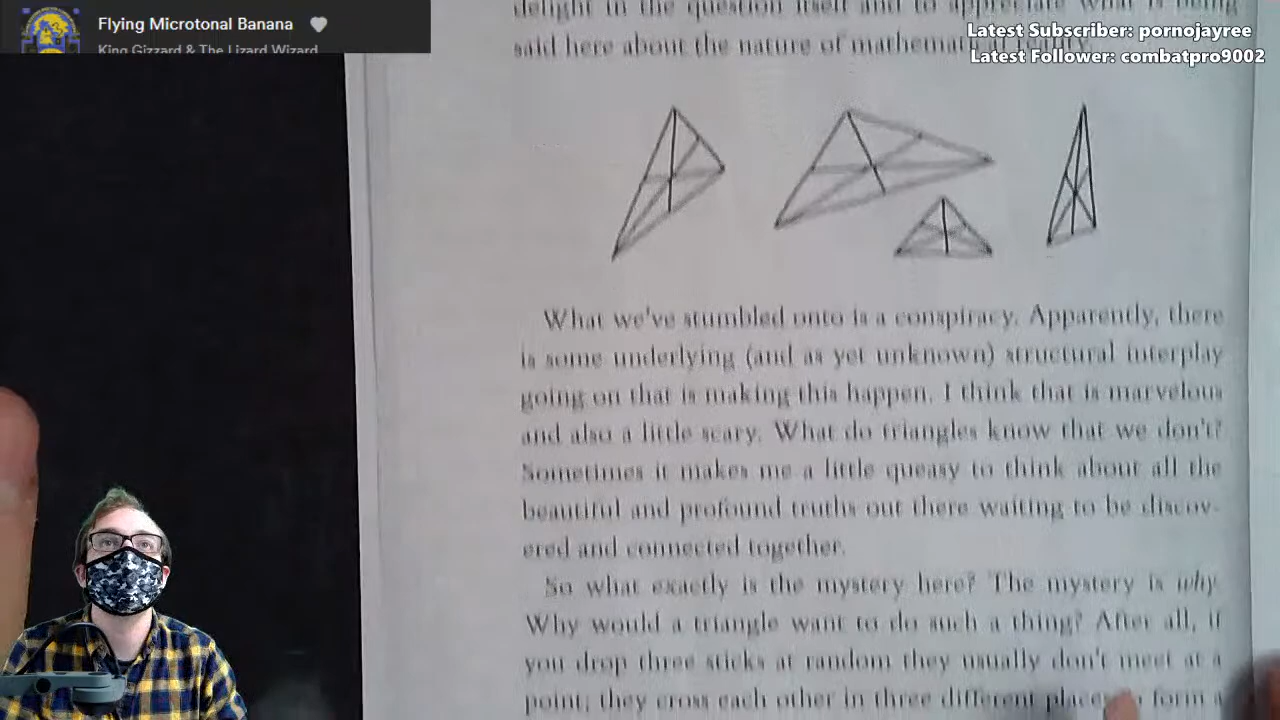 Flying Microtonal Banana
King Gizzard & The Lizard Wizard
Latest Subscriber: pornojayree
Latest Follower: combatpro9002
delight in the question itself and to appreciate what is being
said here about the nature of
What we've stumbled onto is a conspiracy. Apparently, there
is some underlying (and as yet unknown) structural interplay
going on that is making this happen. I think that is marvelous
and also a little scary. What do triangles know that we don't?
Sometimes it makes me a little queasy to think about all the
beautiful and profound truths out there waiting to be discov-
ered and connected together.
So what exactly is the mystery here? The mystery is why.
Why would a triangle want to do such a thing? After all, if
you drop three sticks at random they usually don't meet at a
point; they cross each other in three different places to form a